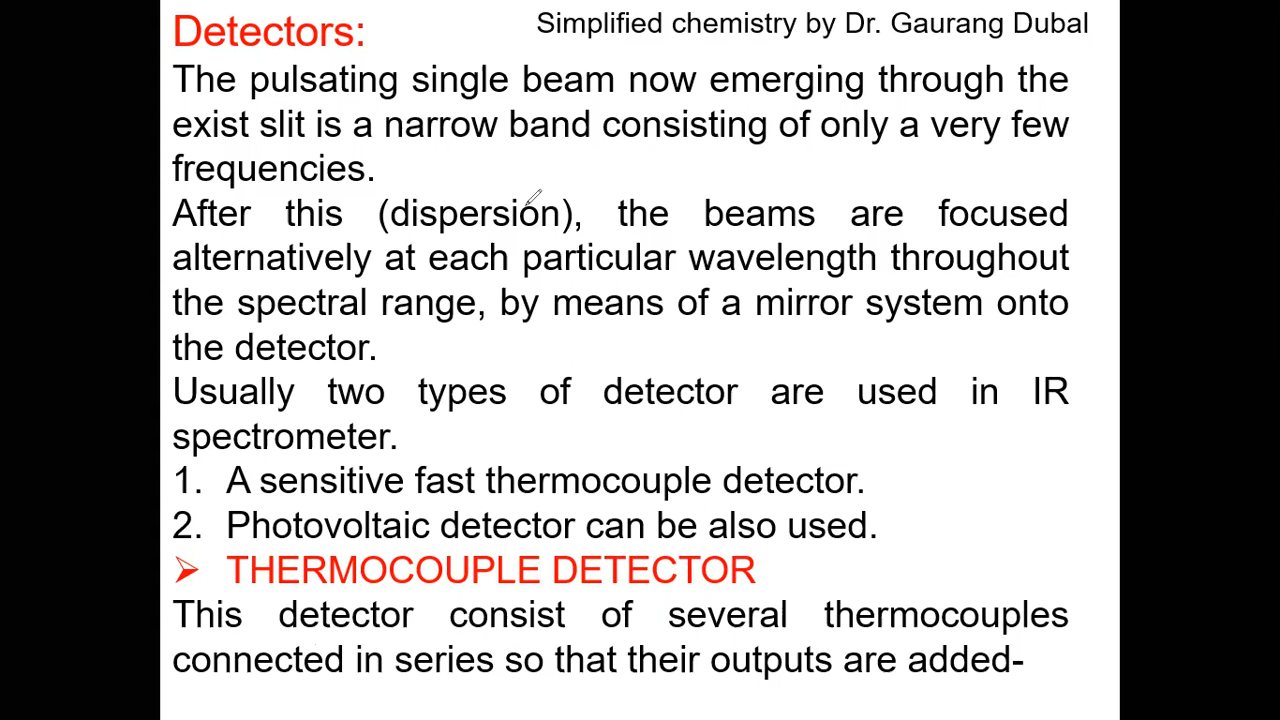 Detectors:
Simplified chemistry by Dr. Gaurang Dubal
The pulsating single beam now emerging through the
exist slit is a narrow band consisting of only a very few
frequencies.
After this (dispersion), the beams are focused
alternatively at each particular wavelength throughout
the spectral range, by means of a mirror system onto
the detector.
Usually two types of detector are used in IR
spectrometer.
1. A sensitive fast thermocouple detector.
2. Photovoltaic detector can be also used.
➢ THERMOCOUPLE DETECTOR
This detector consist of several thermocouples
connected in series so that their outputs are added-